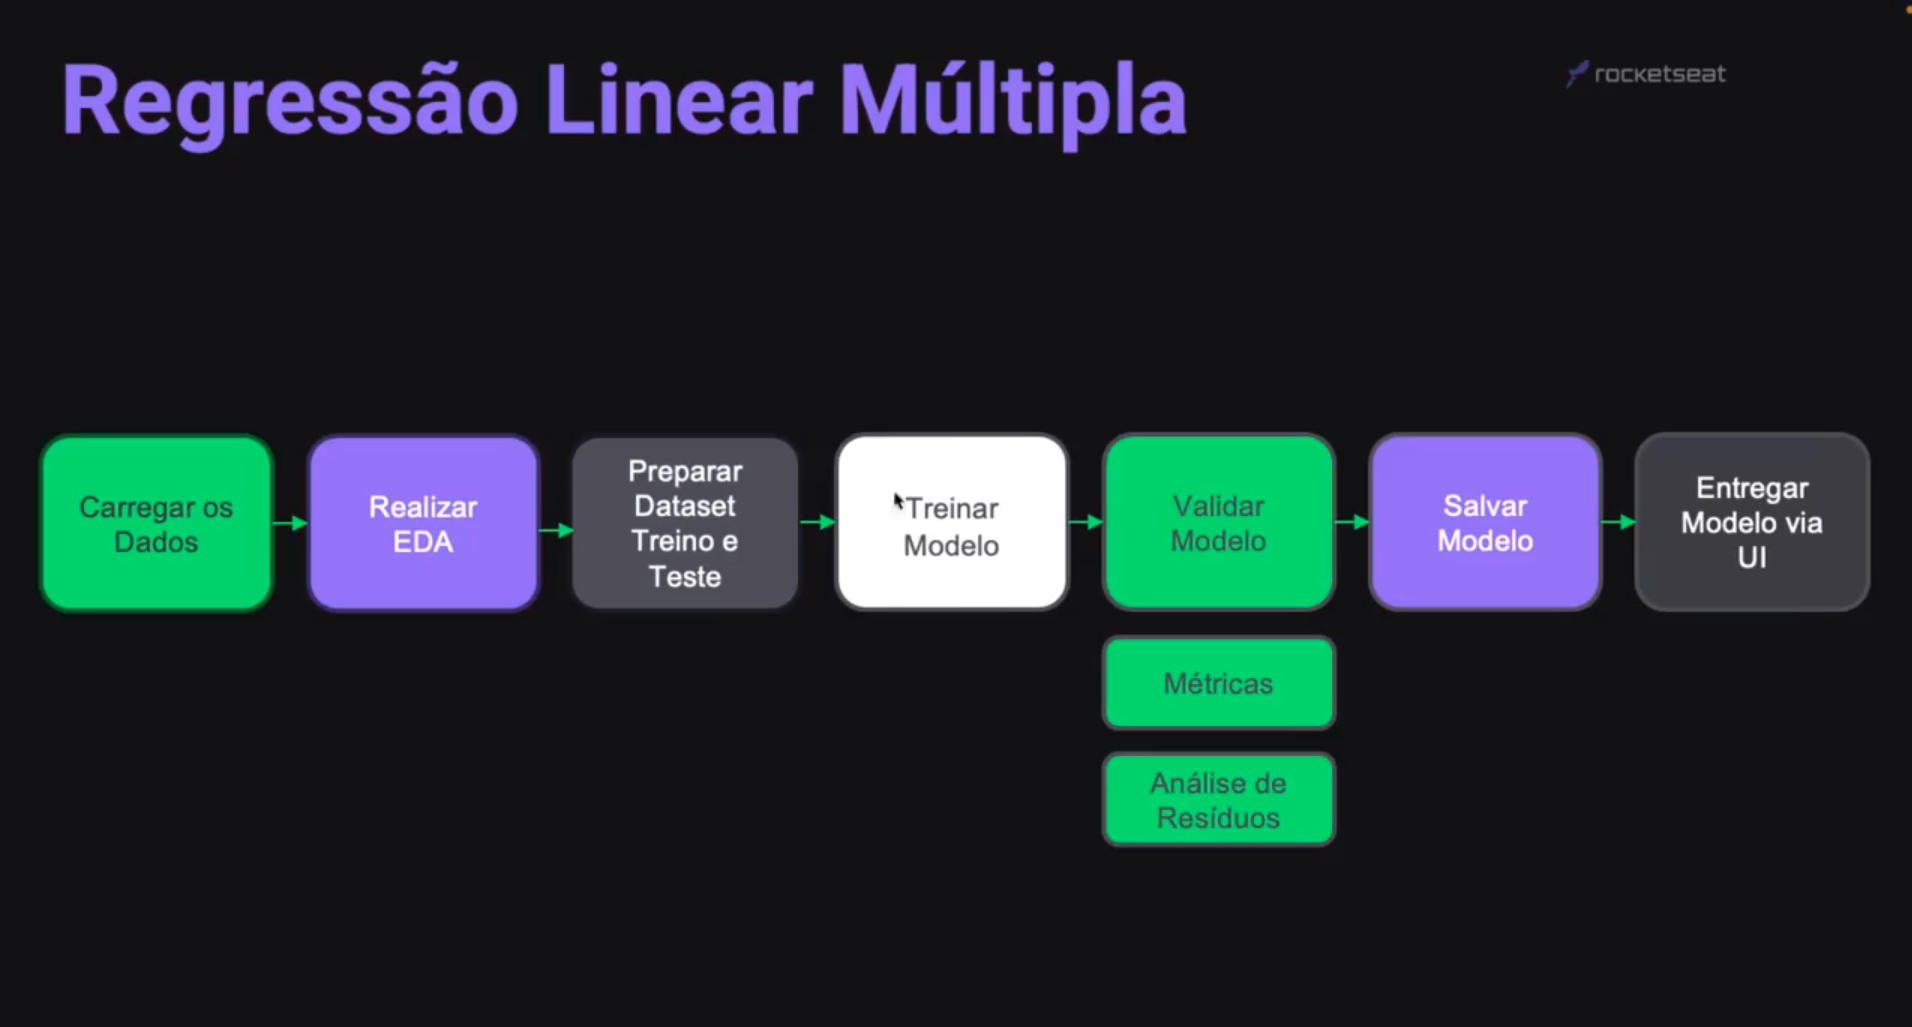 Regressão Linear Múltipla
rocketseat
Carregar os
Dados
Realizar
EDA
Preparar
Dataset
Treino e
Teste
Treinar
Modelo
Validar
Modelo
Salvar
Modelo
Entregar
Modelo via
UI
Métricas
Análise de
Resíduos